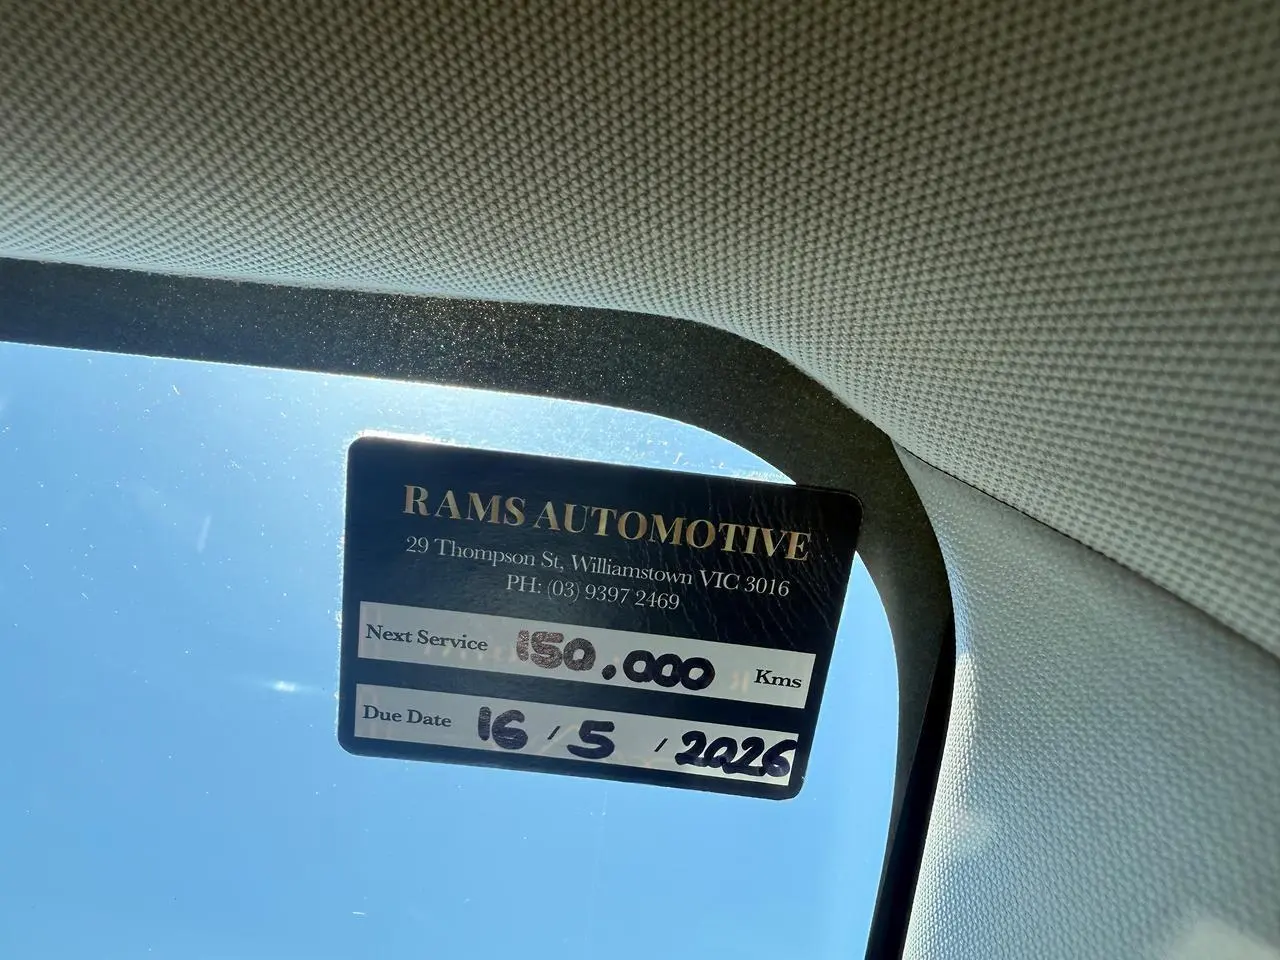 RAMS AUTOMOTIVE
29 Thompson St, Williamstown VIC 3016
PH: (03) 9397 2469
Next Service 150.000 Kms
Due Date 16 / 5 / 2026